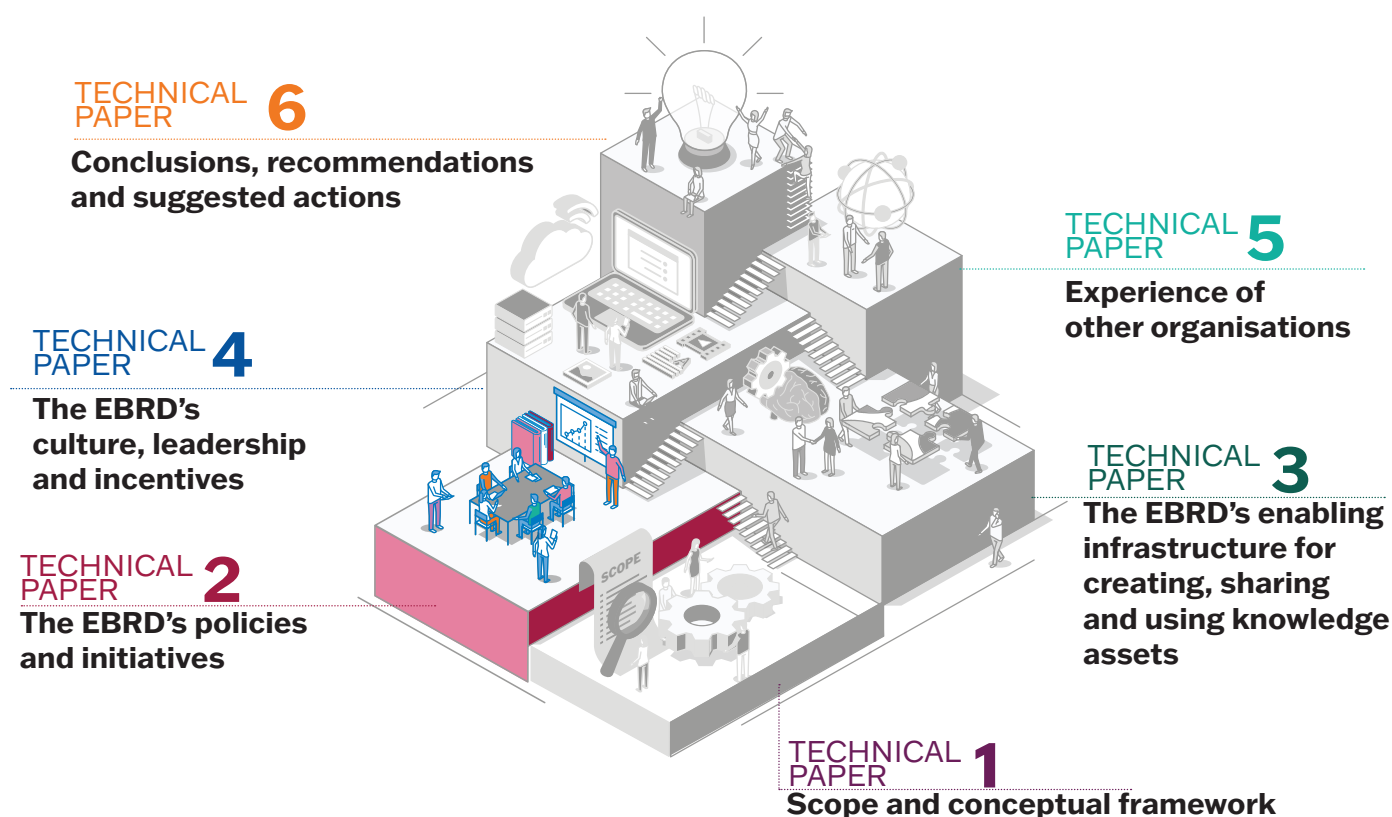 TECHNICAL
PAPER 6
Conclusions, recommendations
and suggested actions
TECHNICAL
PAPER 5
Experience of
other organisations
TECHNICAL
PAPER 4
The EBRD’s
culture, leadership
and incentives
TECHNICAL
PAPER 3
The EBRD’s enabling
infrastructure for
creating, sharing
and using knowledge
assets
TECHNICAL
PAPER 2
The EBRD’s policies
and initiatives
SCOPE
TECHNICAL
PAPER 1
Scope and conceptual framework